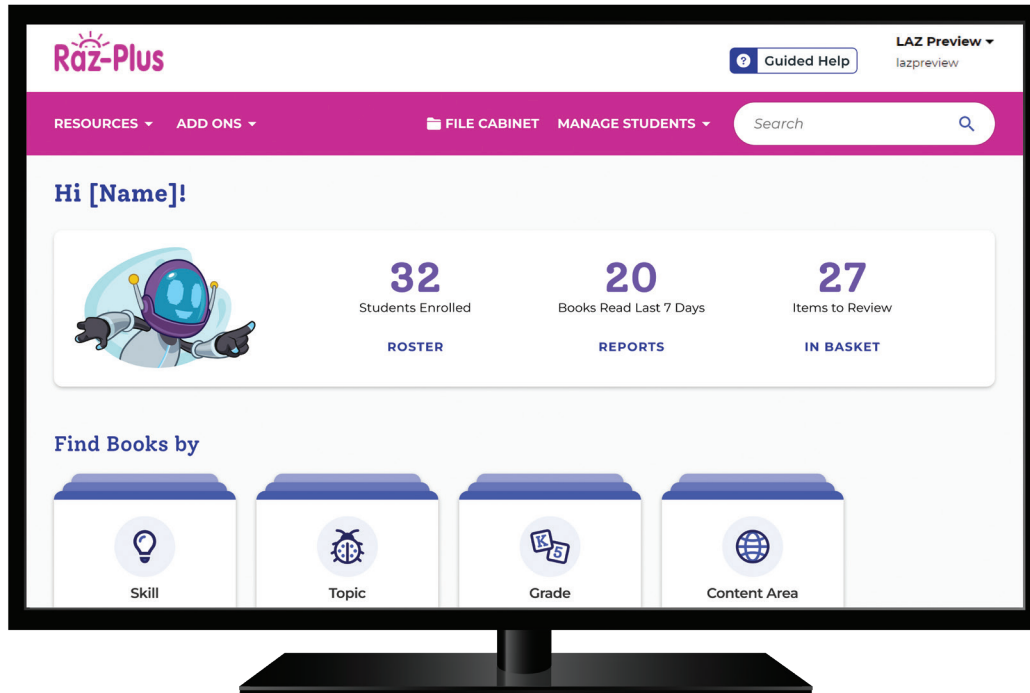 Raz-Plus
? Guided Help
LAZ Preview
lazpreview
RESOURCES ADD ONS FILE CABINET MANAGE STUDENTS Search
Hi [Name]!
32 20 27
Students Enrolled Books Read Last 7 Days Items to Review
ROSTER REPORTS IN BASKET
Find Books by
K 5
Skill Topic Grade Content Area